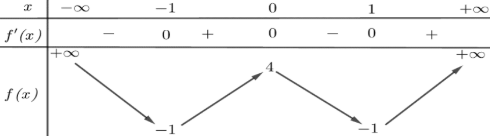 x −∞ −1 0 1 +∞
f′(x) − 0 + 0 − 0 +
+∞ +∞
4
f(x)
−1 −1